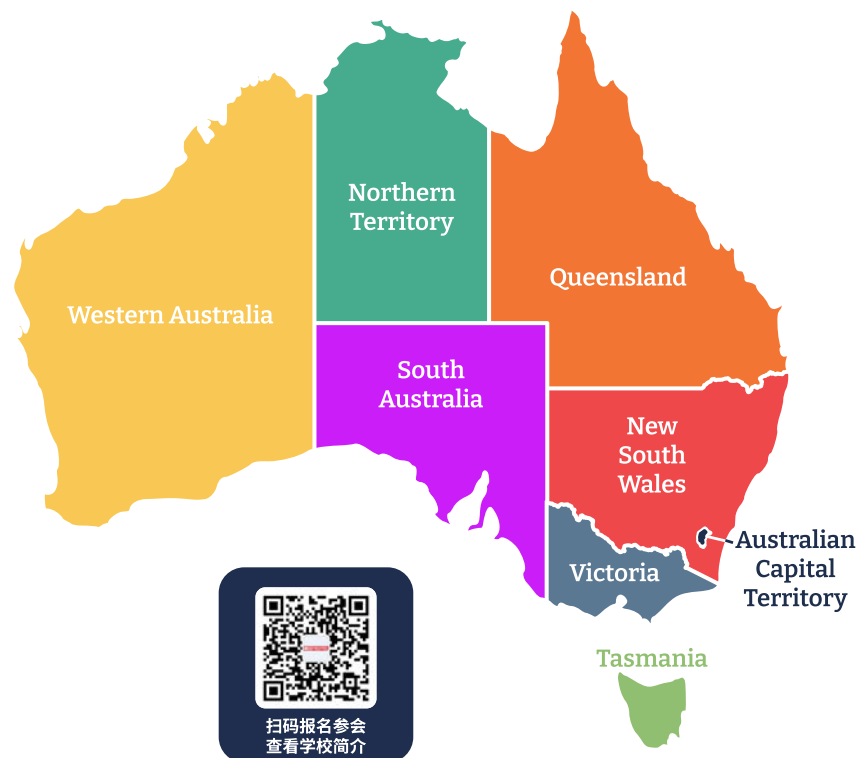 Northern
Territory
Queensland
Western Australia
South
Australia
New
South
Wales
Australian
Capital
Territory
Victoria
Tasmania
扫码报名参会
查看学校简介